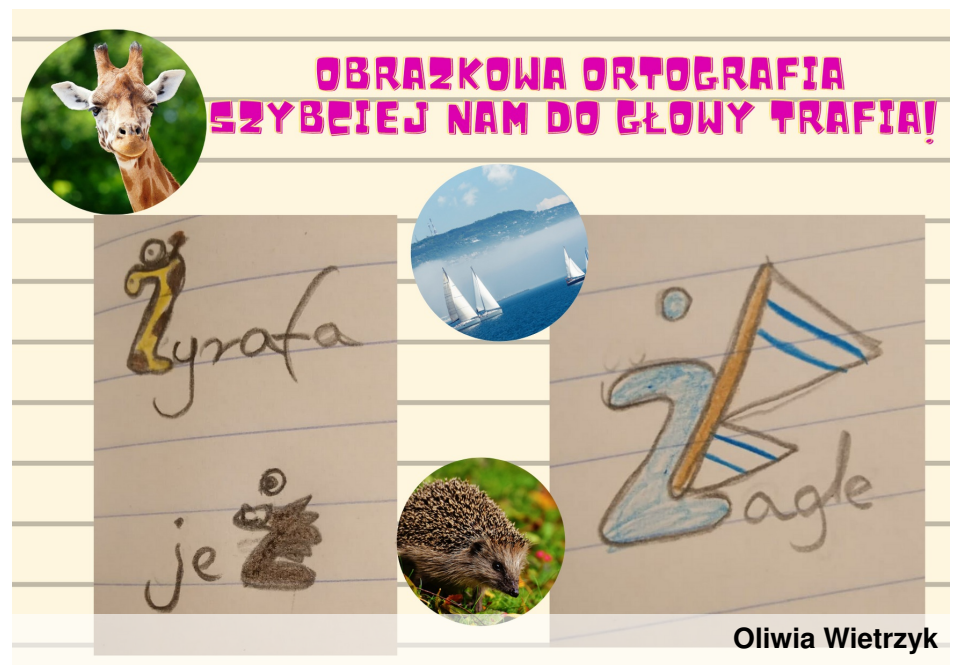 OBRAZKOWA ORTOGRAFIA
SZYBCIEJ NAM DO GŁOWY TRAFIA!
żyrafa
jeż
żagle
Oliwia Wietrzyk